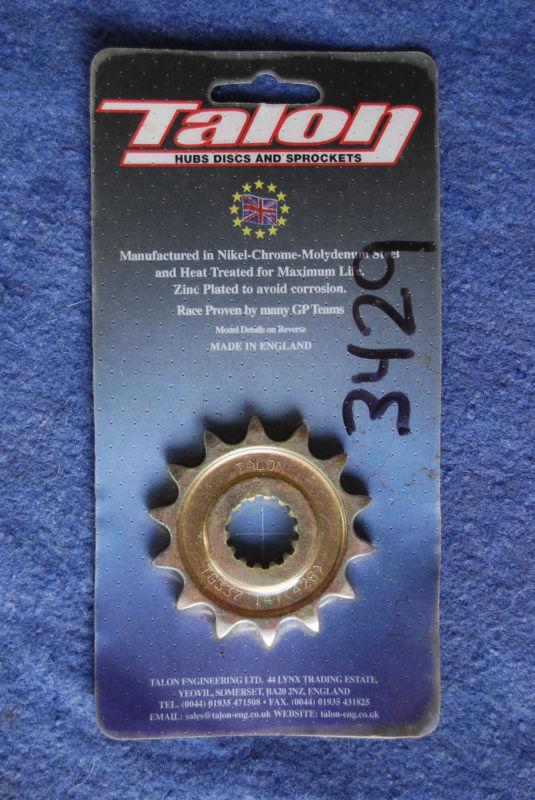 Talon
HUBS DISCS AND SPROCKETS
Manufactured in Nikel-Chrome-Molydenum Steel
and Heat Treated for Maximum Life.
Zinc Plated to avoid corrosion.
Race Proven by many GP Teams
Model Details on Reverse
MADE IN ENGLAND
3429
TALON
TG337 14T(428)
TALON ENGINEERING LTD. 44 LYNX TRADING ESTATE,
YEOVIL, SOMERSET, BA20 2NZ, ENGLAND
TEL. (0044) 01935 471508 • FAX. (0044) 01935 431825
EMAIL: sales@talon-eng.co.uk WEBSITE: talon-eng.co.uk